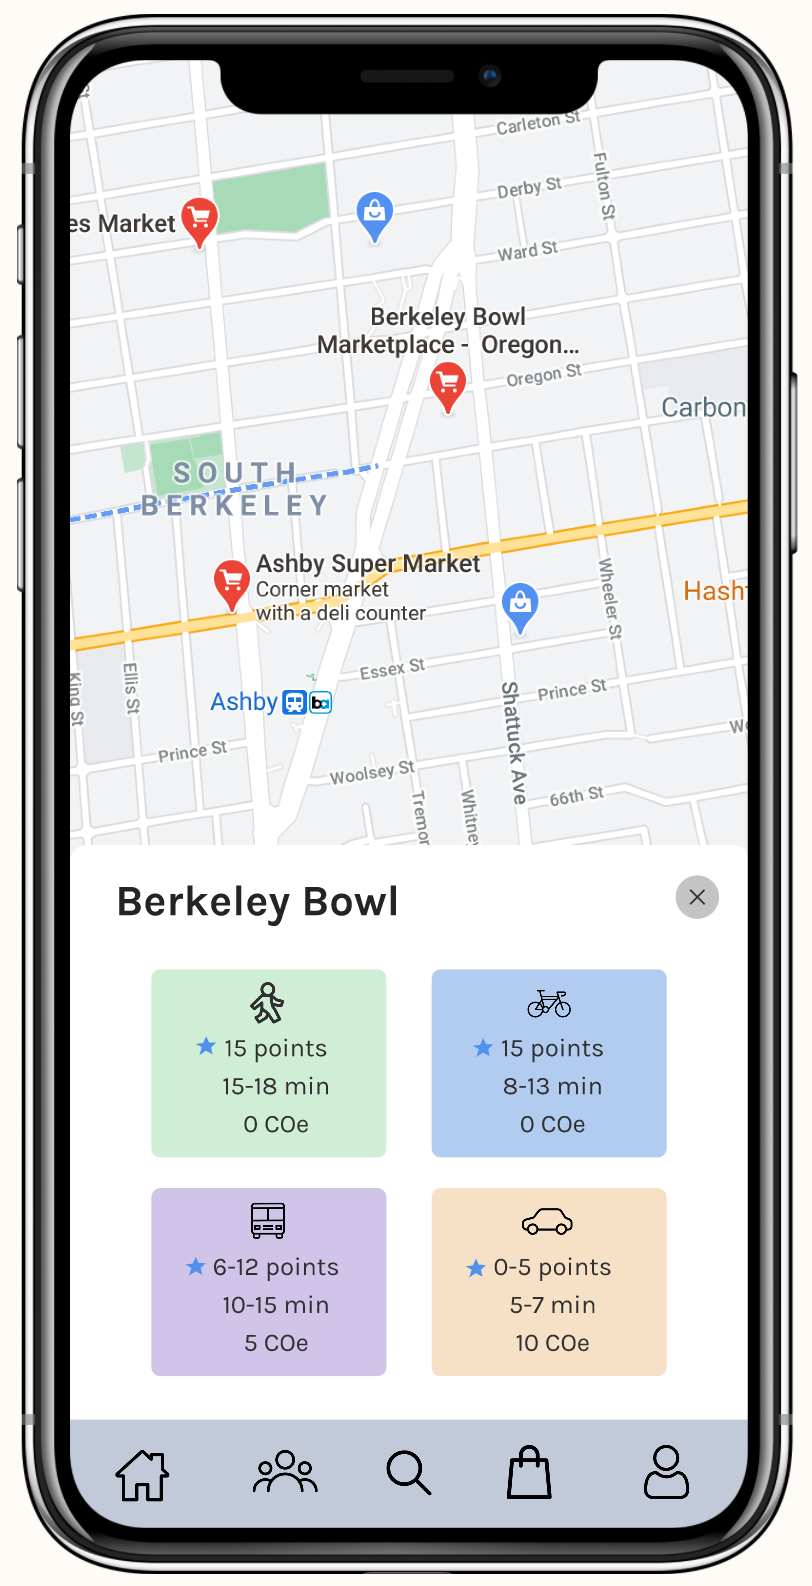 Carleton St
Fulton St
Derby St
es Market
Ward St
Berkeley Bowl
Marketplace - Oregon...
Oregon St
Carbon
SOUTH
BERKELEY
Ashby Super Market
Corner market
with a deli counter
Hash
Wheeler St
King St
Ellis St
Essex St
Ashby
Prince St
Shattuck Ave
Prince St
Woolsey St
66th St
Tremon
Whitney
Berkeley Bowl
15 points
15-18 min
0 COe
15 points
8-13 min
0 COe
6-12 points
10-15 min
5 COe
0-5 points
5-7 min
10 COe